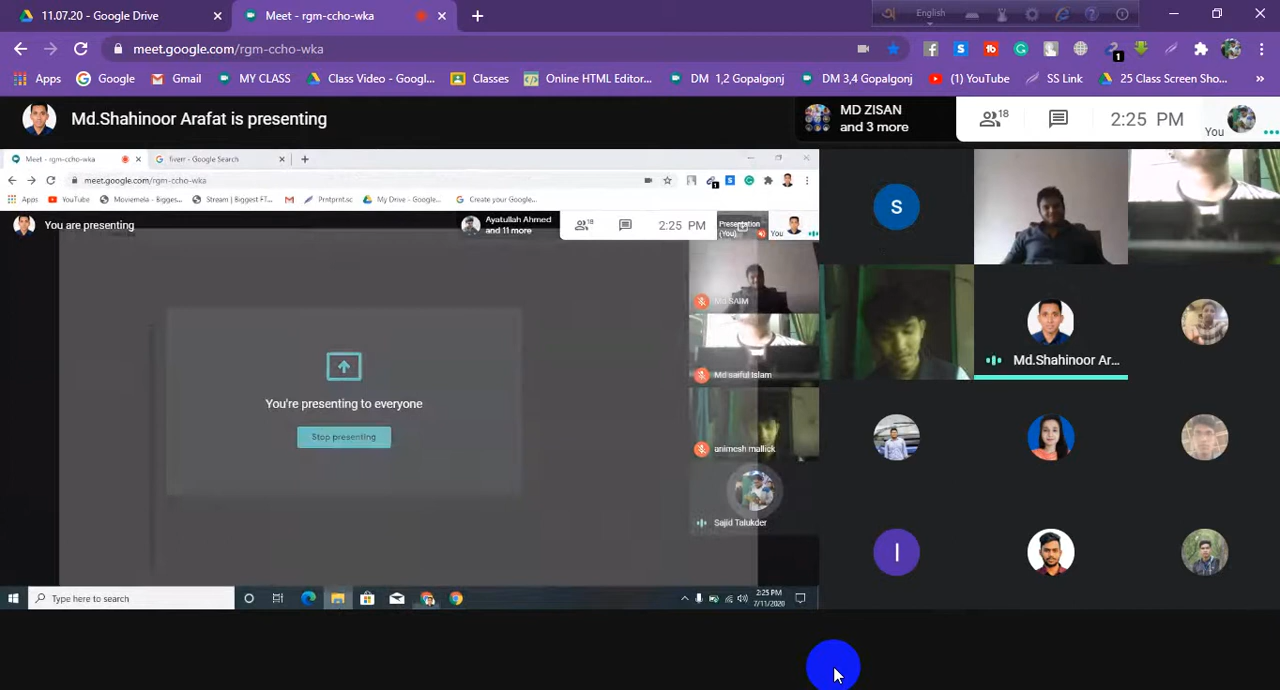 11.07.20 - Google Drive
Meet - rgm-ccho-wka
English
meet.google.com/rgm-ccho-wka
1
Apps
Google
Gmail
MY CLASS
Class Video - Googl...
Classes
Online HTML Editor...
DM 1,2 Gopalgonj
DM 3,4 Gopalgonj
(1) YouTube
SS Link
25 Class Screen Sho...
»
Md.Shahinoor Arafat is presenting
MD ZISAN
and 3 more
18
2:25 PM
You
Meet - rgm-ccho-wka
fiverr - Google Search
meet.google.com/rgm-ccho-wka
Apps
YouTube
Moviemela - Bigges...
Stream | Biggest FT...
Prntprnt.sc
My Drive - Google...
Create your Google...
You are presenting
Ayatullah Ahmed
and 11 more
18
2:25 PM
Presentation
(You)
You
Md SAIM
Md saiful Islam
animesh mallick
Sajid Talukder
You're presenting to everyone
Stop presenting
S
Md.Shahinoor Ar...
I
Type here to search
2:25 PM
7/11/2020